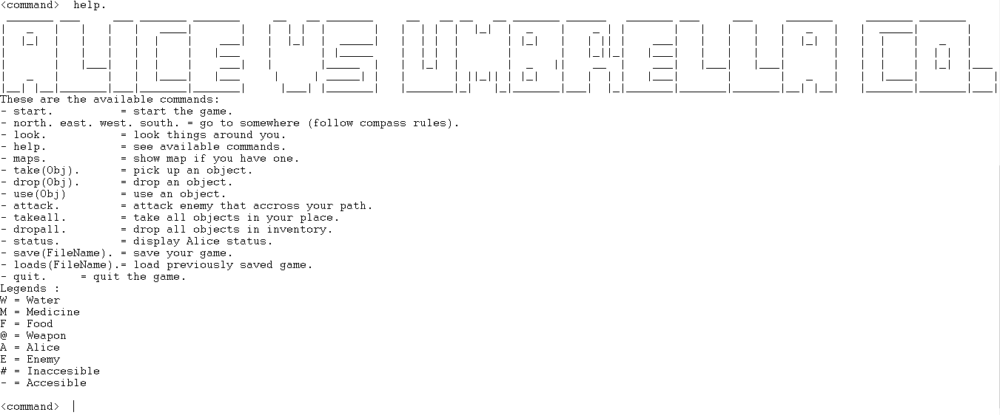 <command>  help.
ALICE VS UMBRELLA CO.
These are the available commands:
- start.          = start the game.
- north. east. west. south. = go to somewhere (follow compass rules).
- look.           = look things around you.
- help.           = see available commands.
- maps.           = show map if you have one.
- take(Obj).      = pick up an object.
- drop(Obj).      = drop an object.
- use(Obj)        = use an object.
- attack.         = attack enemy that accross your path.
- takeall.        = take all objects in your place.
- dropall.        = drop all objects in inventory.
- status.         = display Alice status.
- save(FileName). = save your game.
- loads(FileName).= load previously saved game.
- quit.     = quit the game.
Legends :
W = Water
M = Medicine
F = Food
@ = Weapon
A = Alice
E = Enemy
# = Inaccesible
- = Accesible
<command>